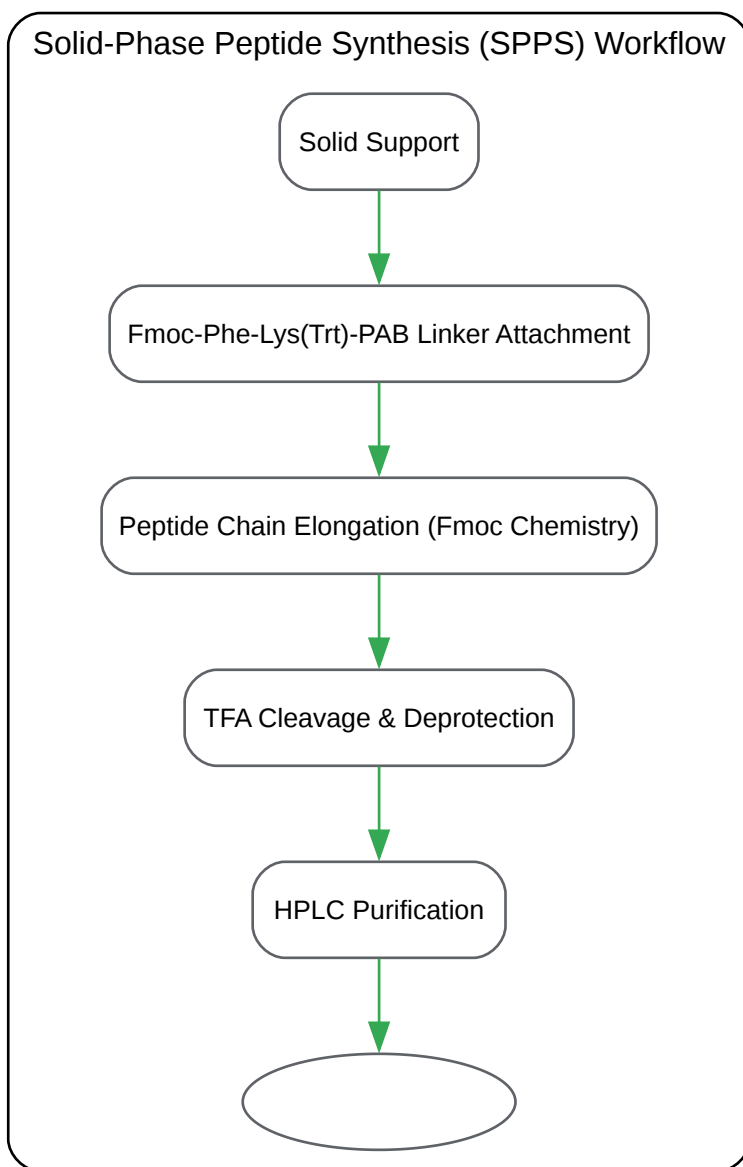 Solid-Phase Peptide Synthesis (SPPS) Workflow
Solid Support
Fmoc-Phe-Lys(Trt)-PAB Linker Attachment
Peptide Chain Elongation (Fmoc Chemistry)
TFA Cleavage & Deprotection
HPLC Purification